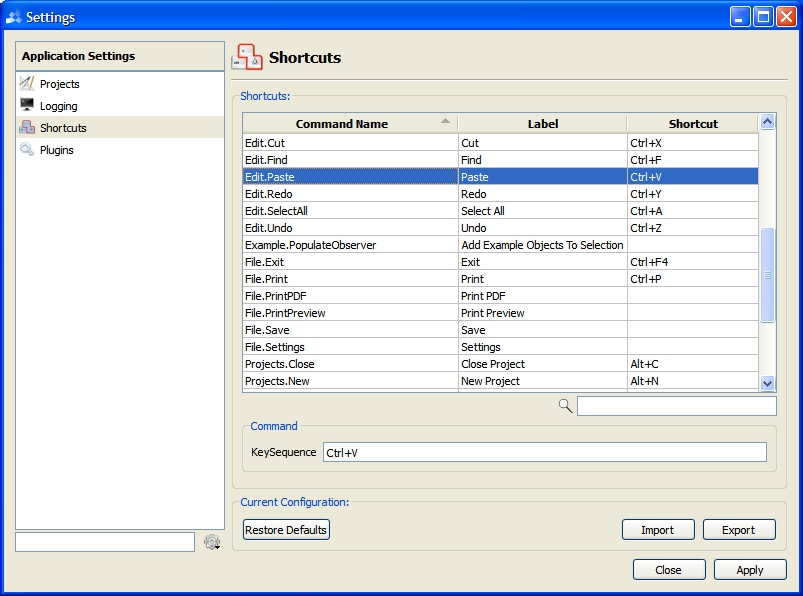 Settings
Application Settings
Projects
Logging
Shortcuts
Plugins
Shortcuts
Shortcuts:
Command Name Label Shortcut
Edit.Cut Cut Ctrl+X
Edit.Find Find Ctrl+F
Edit.Paste Paste Ctrl+V
Edit.Redo Redo Ctrl+Y
Edit.SelectAll Select All Ctrl+A
Edit.Undo Undo Ctrl+Z
Example.PopulateObserver Add Example Objects To Selection
File.Exit Exit Ctrl+F4
File.Print Print Ctrl+P
File.PrintPDF Print PDF
File.PrintPreview Print Preview
File.Save Save
File.Settings Settings
Projects.Close Close Project Alt+C
Projects.New New Project Alt+N
Command
KeySequence Ctrl+V
Current Configuration:
Restore Defaults Import Export
Close Apply